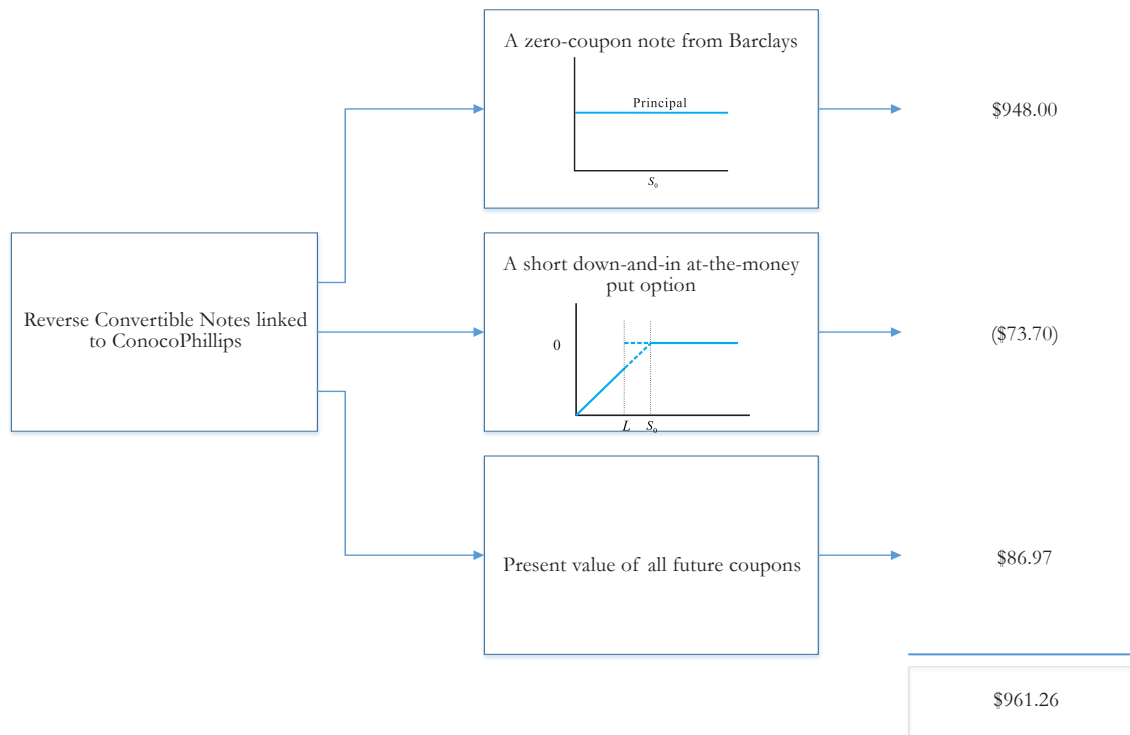 A zero-coupon note from Barclays
Principal
S₀
$948.00
Reverse Convertible Notes linked
to ConocoPhillips
A short down-and-in at-the-money
put option
0
L S₀
($73.70)
Present value of all future coupons
$86.97
$961.26